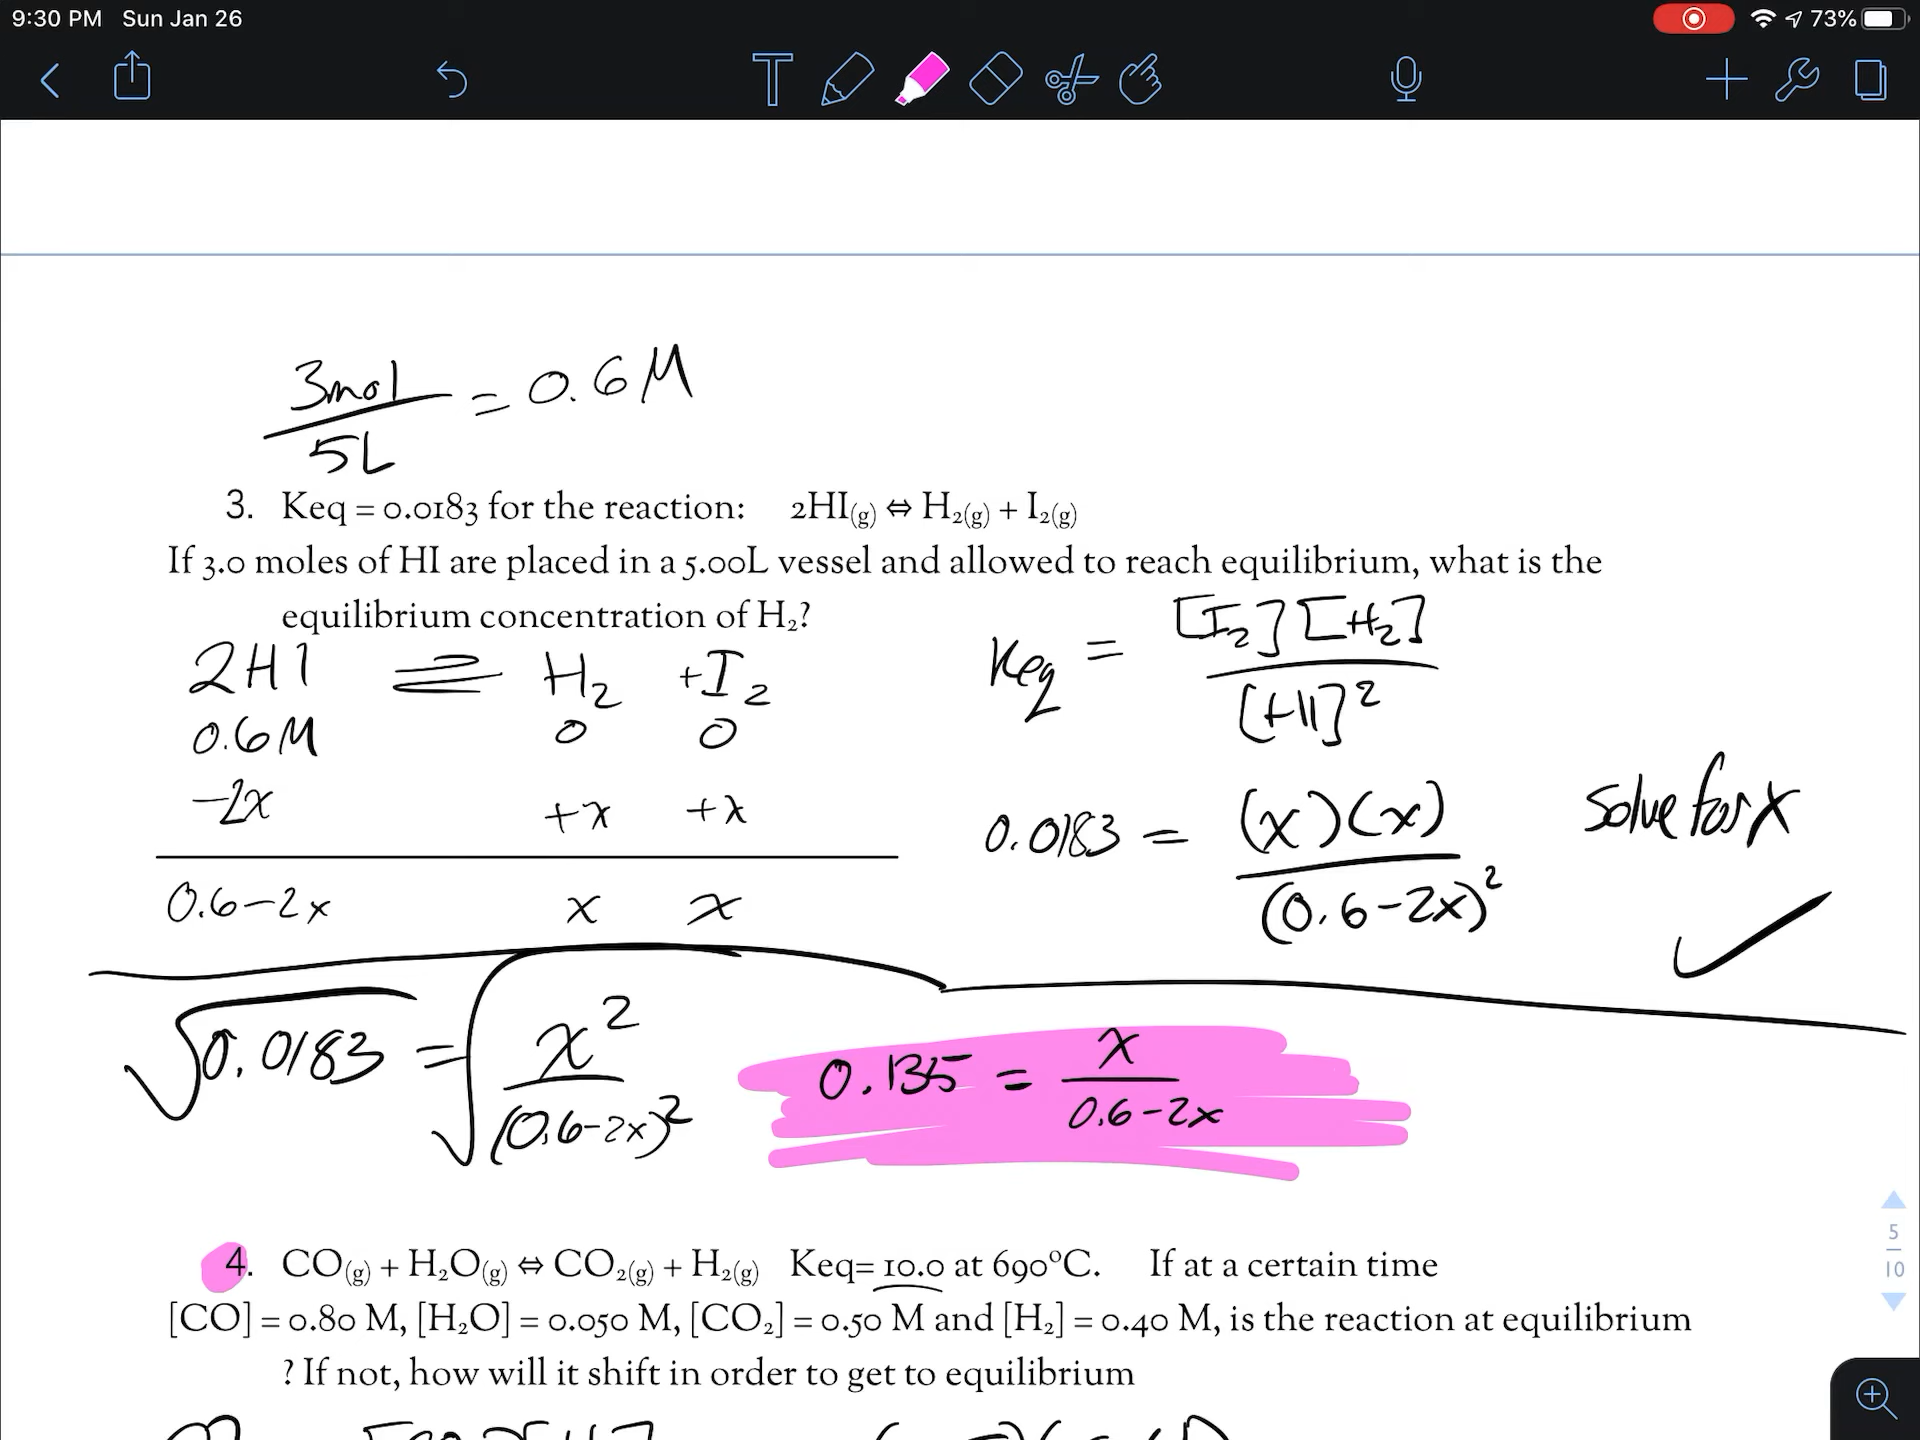 9:30 PM Sun Jan 26
73%
3mol = 0.6 M
5L
3. Keq = 0.0183 for the reaction: 2HI(g) ⇔ H₂(g) + I₂(g)
If 3.0 moles of HI are placed in a 5.00L vessel and allowed to reach equilibrium, what is the
equilibrium concentration of H₂?
Keq = [I₂][H₂]
[HI]²
2HI ⇌ H₂ + I₂
0.6M 0 0
-2x +x +x
0.6-2x x x
0.0183 = (x)(x)
(0.6-2x)²
Solve for x
√0.0183 = √x²
(0.6-2x)²
0.135 = x
0.6-2x
4. CO(g) + H₂O(g) ⇔ CO₂(g) + H₂(g) Keq= 10.0 at 690°C. If at a certain time
[CO] = 0.80 M, [H₂O] = 0.050 M, [CO₂] = 0.50 M and [H₂] = 0.40 M, is the reaction at equilibrium
? If not, how will it shift in order to get to equilibrium
5
10